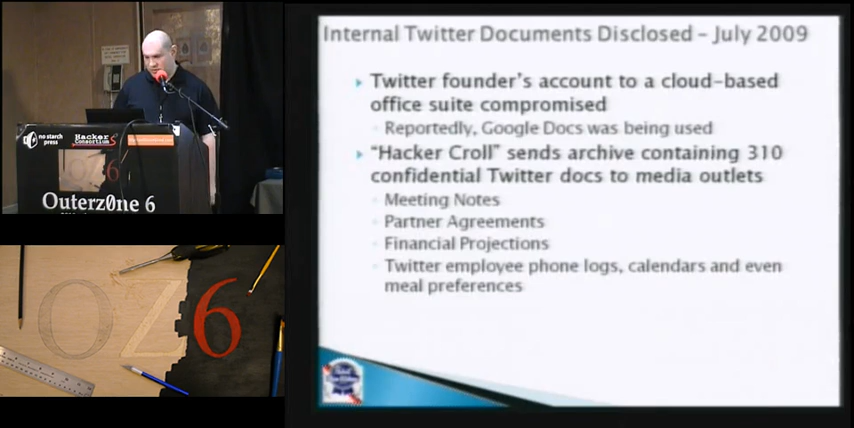 Internal Twitter Documents Disclosed – July 2009
Twitter founder's account to a cloud-based
office suite compromised
Reportedly, Google Docs was being used
"Hacker Croll" sends archive containing 310
confidential Twitter docs to media outlets
Meeting Notes
Partner Agreements
Financial Projections
Twitter employee phone logs, calendars and even
meal preferences
no starch
press
Hacker
Consortium
OZ6
Outerz0ne 6
OZ6